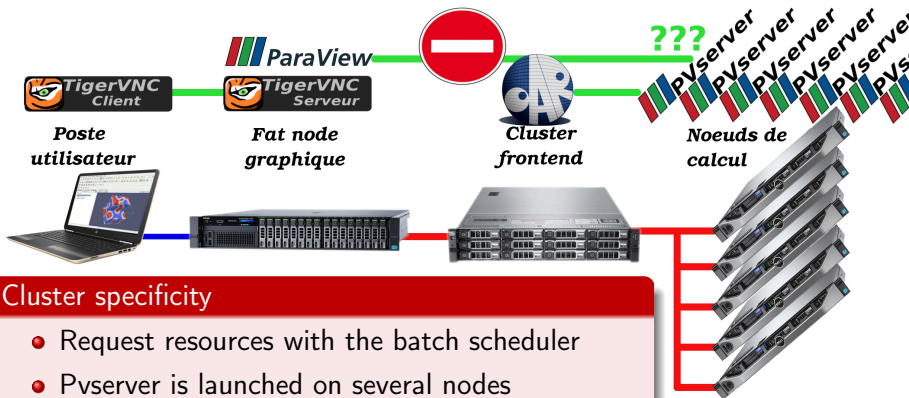 ???
ParaView
TigerVNC
Client
TigerVNC
Serveur
PVserver
PVserver
PVserver
PVserver
Poste
utilisateur
Fat node
graphique
Cluster
frontend
Noeuds de
calcul
Cluster specificity
Request resources with the batch scheduler
Pvserver is launched on several nodes